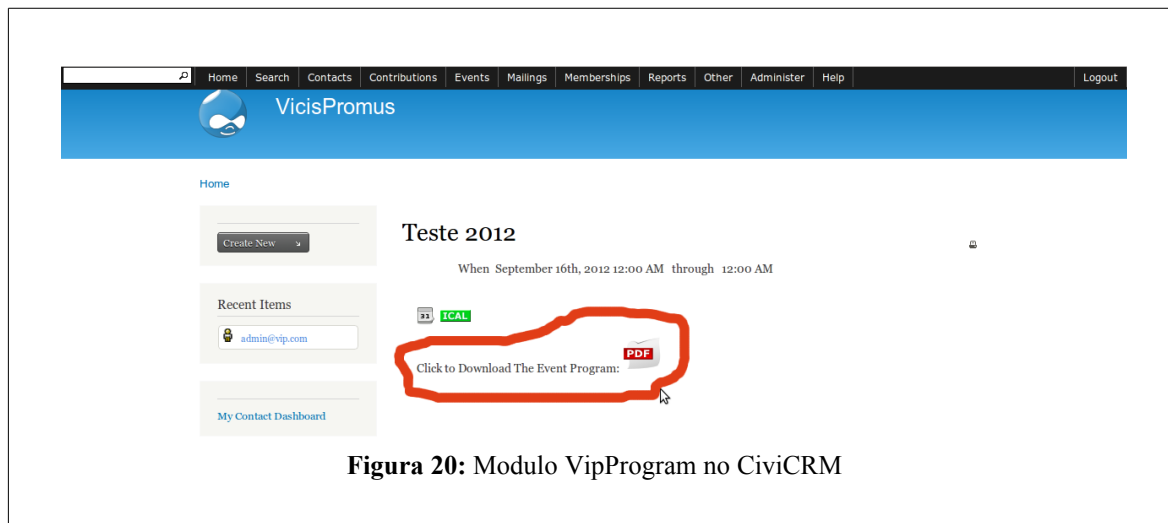 Home Search Contacts Contributions Events Mailings Memberships Reports Other Administer Help Logout
VicisPromus
Home
Create New
Teste 2012
When September 16th, 2012 12:00 AM through 12:00 AM
Recent Items
admin@vip.com
31 ICAL
Click to Download The Event Program: PDF
My Contact Dashboard
Figura 20: Modulo VipProgram no CiviCRM